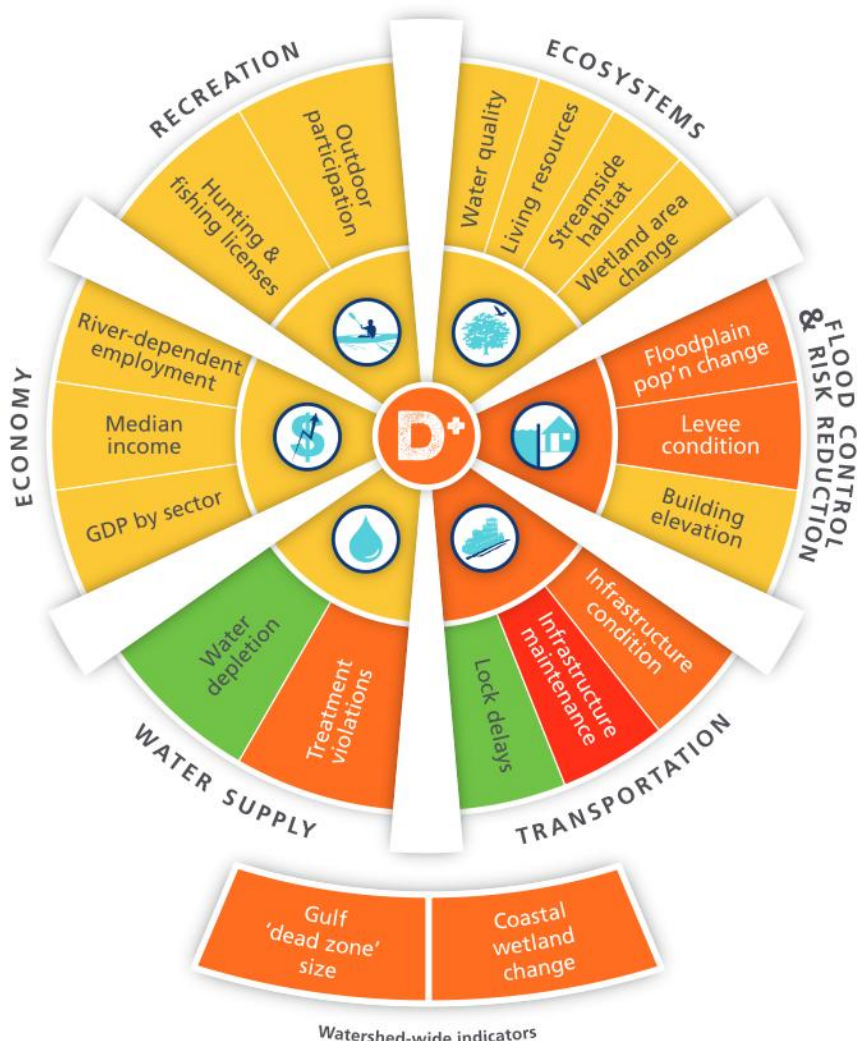 RECREATION
Hunting &
fishing licenses
Outdoor
participation
ECOSYSTEMS
Water quality
Living resources
Streamside
habitat
Wetland area
change
FLOOD CONTROL
& RISK REDUCTION
Floodplain
pop'n change
Levee
condition
Building
elevation
TRANSPORTATION
Infrastructure
condition
Infrastructure
maintenance
Lock delays
WATER SUPPLY
Treatment
violations
Water
depletion
ECONOMY
GDP by sector
Median
income
River-dependent
employment
$
D+
Gulf
'dead zone'
size
Coastal
wetland
change
Watershed-wide indicators